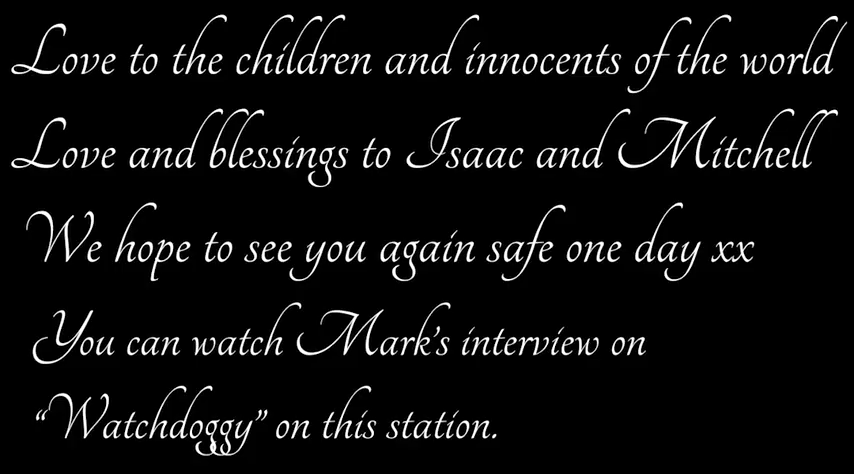 Love to the children and innocents of the world
Love and blessings to Isaac and Mitchell
We hope to see you again safe one day xx
You can watch Mark's interview on
“Watchdoggy” on this station.